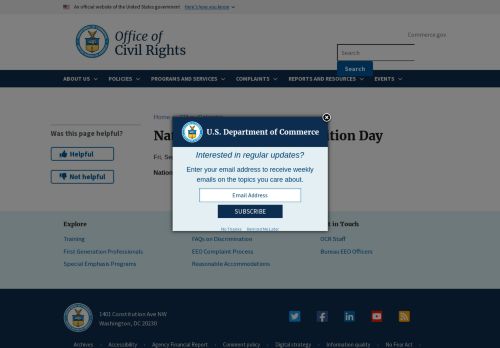 An official website of the United States government Here's how you know
Office of
Civil Rights
Commerce.gov
Search
Search
ABOUT US
POLICIES
PROGRAMS AND SERVICES
COMPLAINTS
REPORTS AND RESOURCES
EVENTS
Was this page helpful?
Helpful
Not helpful
Home
Na
tion Day
Fri, Se
Nation
U.S. Department of Commerce
Interested in regular updates?
Enter your email address to receive weekly
emails on the topics you care about.
Email Address
SUBSCRIBE
No Thanks
Remind Me Later
Explore
t in Touch
Training
FAQs on Discrimination
OCR Staff
First Generation Professionals
EEO Complaint Process
Bureau EEO Officers
Special Emphasis Programs
Reasonable Accommodations
1401 Constitution Ave NW
Washington, DC 20230
Archives
Accessibility
Agency Financial Report
Comment policy
Digital strategy
Information quality
No Fear Act